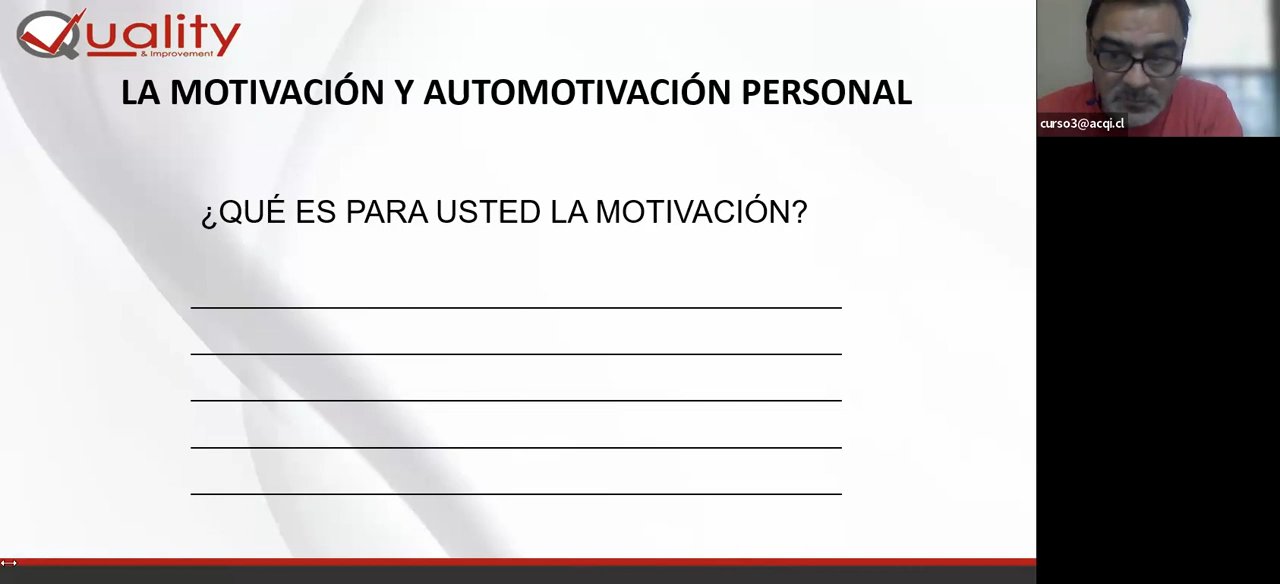 Quality
& Improvement
LA MOTIVACIÓN Y AUTOMOTIVACIÓN PERSONAL
¿QUÉ ES PARA USTED LA MOTIVACIÓN?
curso3@acqi.cl